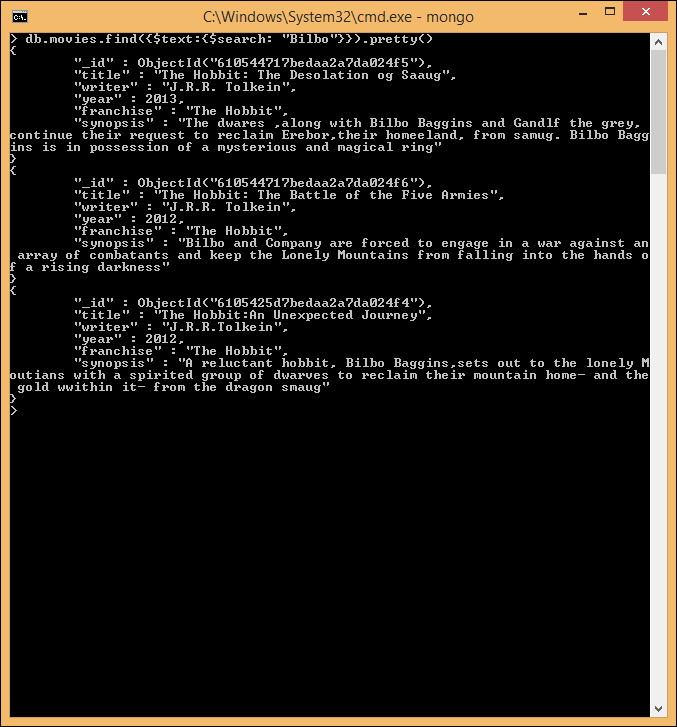 C:\Windows\System32\cmd.exe - mongo
> db.movies.find({$text:{$search: "Bilbo"}}).pretty()
{
"_id" : ObjectId("610544717bedaa2a7da024f5"),
"title" : "The Hobbit: The Desolation og Saaug",
"writer" : "J.R.R. Tolkein",
"year" : 2013,
"franchise" : "The Hobbit",
"synopsis" : "The dwares ,along with Bilbo Baggins and Gandlf the grey,
continue their request to reclaim Erebor,their homeeland, from samug. Bilbo Bagg
ins is in possession of a mysterious and magical ring"
}
{
"_id" : ObjectId("610544717bedaa2a7da024f6"),
"title" : "The Hobbit: The Battle of the Five Armies",
"writer" : "J.R.R. Tolkein",
"year" : 2012,
"franchise" : "The Hobbit",
"synopsis" : "Bilbo and Company are forced to engage in a war against an
array of combatants and keep the Lonely Mountains from falling into the hands o
f a rising darkness"
}
{
"_id" : ObjectId("6105425d7bedaa2a7da024f4"),
"title" : "The Hobbit:An Unexpected Journey",
"writer" : "J.R.R.Tolkein",
"year" : 2012,
"franchise" : "The Hobbit",
"synopsis" : "A reluctant hobbit, Bilbo Baggins,sets out to the lonely M
outians with a spirited group of dwarves to reclaim their mountain home- and the
gold wwithin it- from the dragon smaug"
}
>